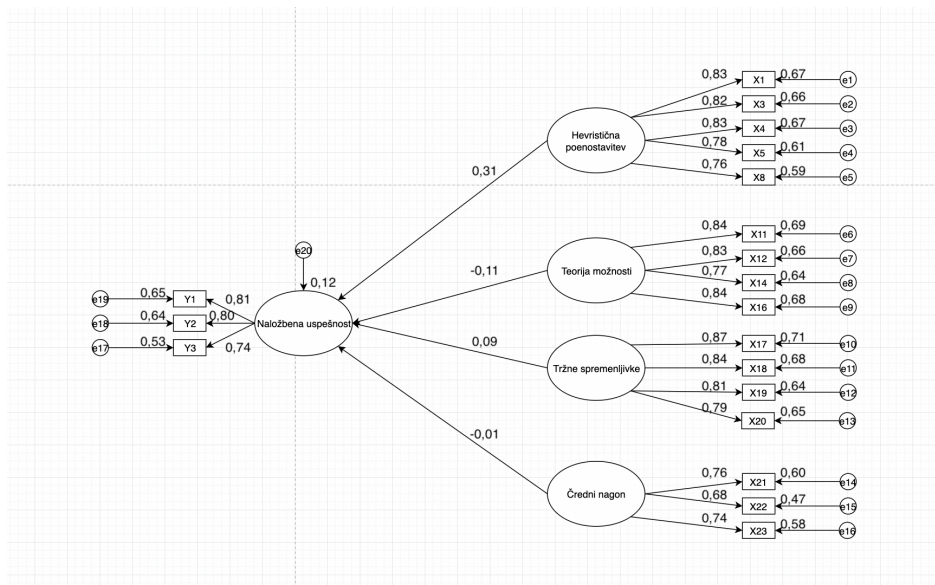 0,83
X1
0,67
e1
0,82
X3
0,66
e2
0,83
X4
0,67
e3
0,78
X5
0,61
e4
0,76
X8
0,59
e5
Hevristična
poenostavitev
0,31
0,84
X11
0,69
e6
0,83
X12
0,66
e7
0,77
X14
0,64
e8
0,84
X16
0,68
e9
Teorija možnosti
-0,11
e20
0,12
e19
0,65
Y1
0,81
e18
0,64
Y2
0,80
e17
0,53
Y3
0,74
Naložbena uspešnost
0,09
0,87
X17
0,71
e10
0,84
X18
0,68
e11
0,81
X19
0,64
e12
0,79
X20
0,65
e13
Tržne spremenljivke
-0,01
0,76
X21
0,60
e14
0,68
X22
0,47
e15
0,74
X23
0,58
e16
Čredni nagon